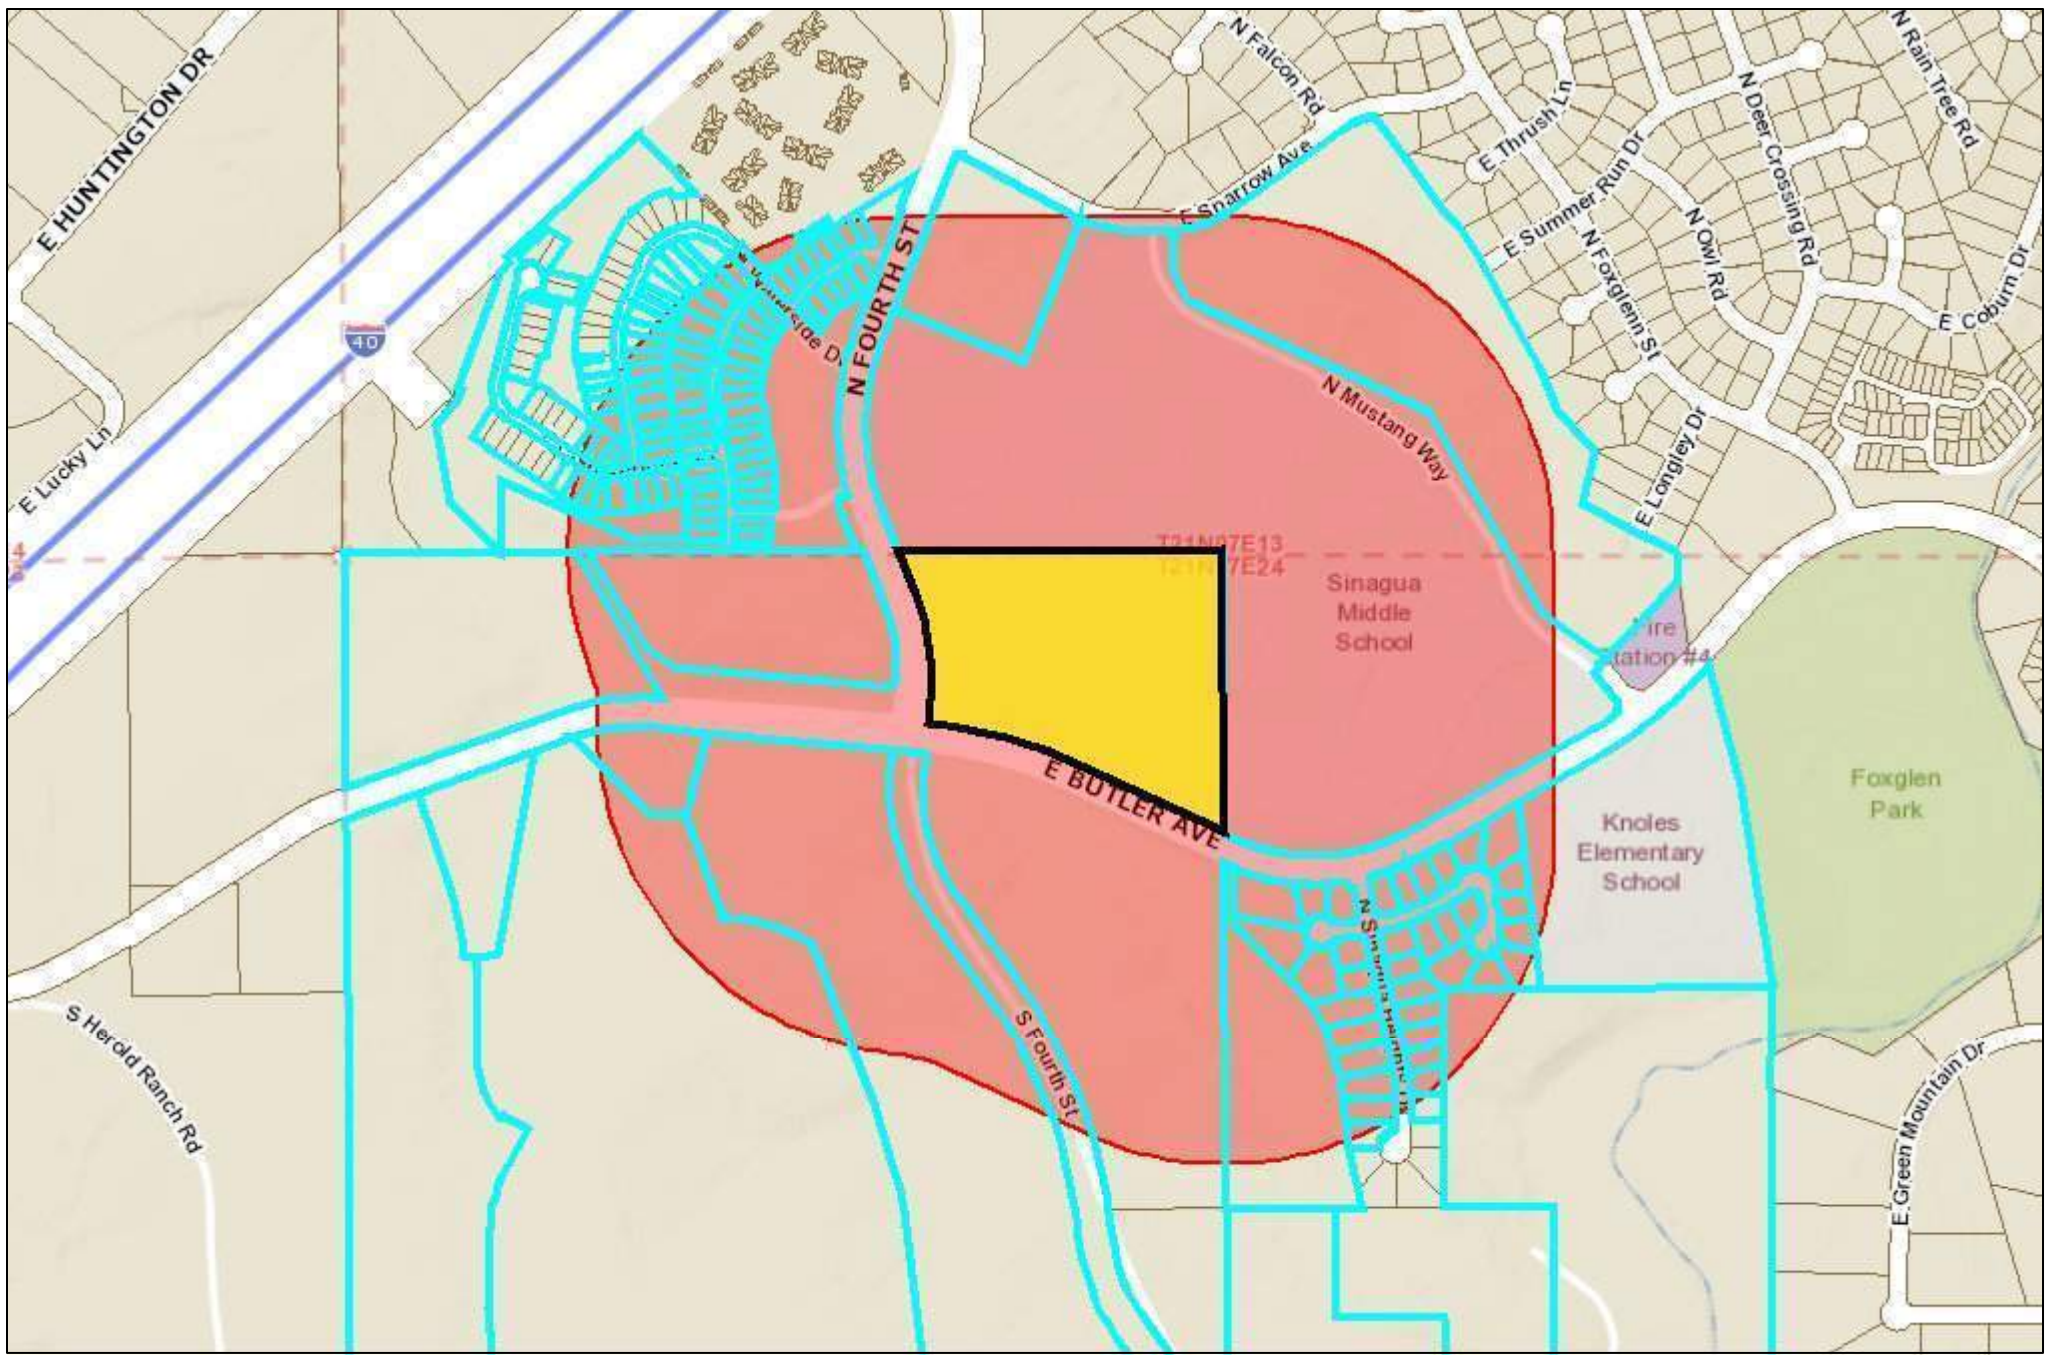 E HUNTINGTON DR
N Falcon Rd
N Rain Tree Rd
E Thrush Ln
N Deer Crossing Rd
E Sparrow Ave
E Summer Run Dr
N Owl Rd
N Foxglenn St
E Coburn Dr
N FOURTH ST
40
N Mustang Way
E Longley Dr
E Lucky Ln
T21N07E13
Sinagua
Middle
School
Station #4
Foxglen
Park
E BUTLER AVE
Knoles
Elementary
School
S Herold Ranch Rd
S Fourth St
E Green Mountain Dr